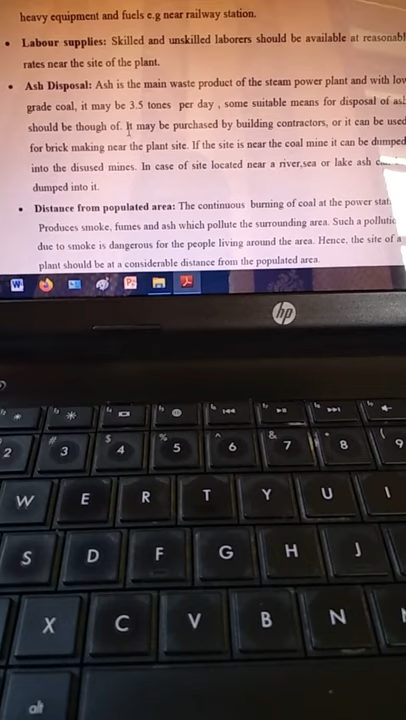 heavy equipment and fuels e.g near railway station.
• Labour supplies: Skilled and unskilled laborers should be available at reasonabl
rates near the site of the plant.
• Ash Disposal: Ash is the main waste product of the steam power plant and with low
grade coal, it may be 3.5 tones per day , some suitable means for disposal of as
should be though of. It may be purchased by building contractors, or it can be used
for brick making near the plant site. If the site is near the coal mine it can be dumped
into the disused mines. In case of site located near a river,sea or lake ash
dumped into it.
• Distance from populated area: The continuous burning of coal at the power stat
Produces smoke, fumes and ash which pollute the surrounding area. Such a pollutio
due to smoke is dangerous for the people living around the area. Hence, the site of a
plant should be at a considerable distance from the populated area.
hp
2 # 3 $ 4 % 5 ^ 6 & 7 * 8 ( 9
W E R T Y U I
S D F G H J
X C V B N
alt